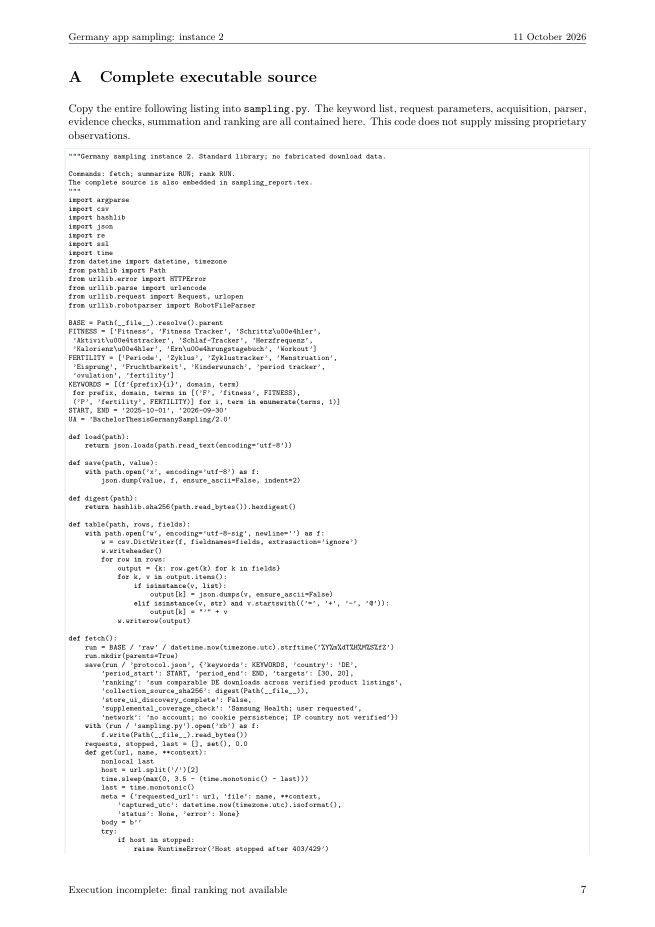 Germany app sampling: instance 2
11 October 2026
A Complete executable source
Copy the entire following listing into sampling.py. The keyword list, request parameters, acquisition, parser,
evidence checks, summation and ranking are all contained here. This code does not supply missing proprietary
observations.
"""Germany sampling instance 2. Standard library; no fabricated download data.
Commands: fetch; summarize RUN; rank RUN.
The complete source is also embedded in sampling_report.tex.
"""
import argparse
import csv
import hashlib
import json
import re
import ssl
import time
from datetime import datetime, timezone
from pathlib import Path
from urllib.error import HTTPError
from urllib.parse import urlencode
from urllib.request import Request, urlopen
from urllib.robotparser import RobotFileParser
BASE = Path(__file__).resolve().parent
FITNESS = ['Fitness', 'Fitness Tracker', 'Schrittz\u00e4hler',
 'Aktivit\u00e4tstracker', 'Schlaf-Tracker', 'Herzfrequenz',
 'Kalorienz\u00e4hler', 'Ern\u00e4hrungstagebuch', 'Workout']
FERTILITY = ['Periode', 'Zyklus', 'Zyklustracker', 'Menstruation',
 'Eisprung', 'Fruchtbarkeit', 'Kinderwunsch', 'period tracker',
 'ovulation', 'fertility']
KEYWORDS = [(f'{prefix}{i}', domain, term)
 for prefix, domain, terms in [('F', 'fitness', FITNESS),
 ('P', 'fertility', FERTILITY)] for i, term in enumerate(terms, 1)]
START, END = '2025-10-01', '2026-09-30'
UA = 'BachelorThesisGermanySampling/2.0'
def load(path):
    return json.loads(path.read_text(encoding='utf-8'))
def save(path, value):
    with path.open('x', encoding='utf-8') as f:
        json.dump(value, f, ensure_ascii=False, indent=2)
def digest(path):
    return hashlib.sha256(path.read_bytes()).hexdigest()
def table(path, rows, fields):
    with path.open('w', encoding='utf-8-sig', newline='') as f:
        w = csv.DictWriter(f, fieldnames=fields, extrasaction='ignore')
        w.writeheader()
        for row in rows:
            output = {k: row.get(k) for k in fields}
            for k, v in output.items():
                if isinstance(v, list):
                    output[k] = json.dumps(v, ensure_ascii=False)
                elif isinstance(v, str) and v.startswith(('=', '+', '-', '@')):
                    output[k] = "'" + v
            w.writerow(output)
def fetch():
    run = BASE / 'raw' / datetime.now(timezone.utc).strftime('%Y%m%dT%H%M%S%fZ')
    run.mkdir(parents=True)
    save(run / 'protocol.json', {'keywords': KEYWORDS, 'country': 'DE',
        'period_start': START, 'period_end': END, 'targets': [30, 20],
        'ranking': 'sum comparable DE downloads across verified product listings',
        'collection_source_sha256': digest(Path(__file__)),
        'store_ui_discovery_complete': False,
        'supplemental_coverage_check': 'Samsung Health; user requested',
        'network': 'no account; no cookie persistence; IP country not verified'})
    with (run / 'sampling.py').open('xb') as f:
        f.write(Path(__file__).read_bytes())
    requests, stopped, last = [], set(), 0.0
    def get(url, name, **context):
        nonlocal last
        host = url.split('/')[2]
        time.sleep(max(0, 3.5 - (time.monotonic() - last)))
        last = time.monotonic()
        meta = {'requested_url': url, 'file': name, **context,
            'captured_utc': datetime.now(timezone.utc).isoformat(),
            'status': None, 'error': None}
        body = b''
        try:
            if host in stopped:
                raise RuntimeError('Host stopped after 403/429')
Execution incomplete: final ranking not available
7